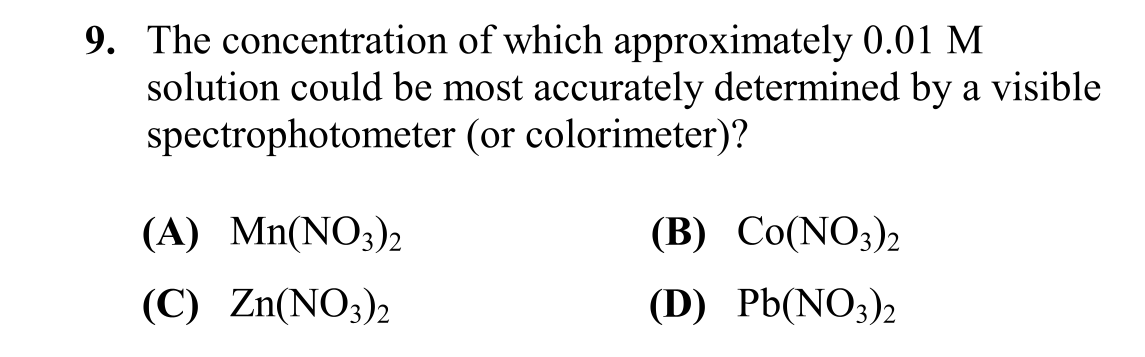 9. The concentration of which approximately 0.01 M
solution could be most accurately determined by a visible
spectrophotometer (or colorimeter)?
(A) Mn(NO₃)₂ (B) Co(NO₃)₂
(C) Zn(NO₃)₂ (D) Pb(NO₃)₂